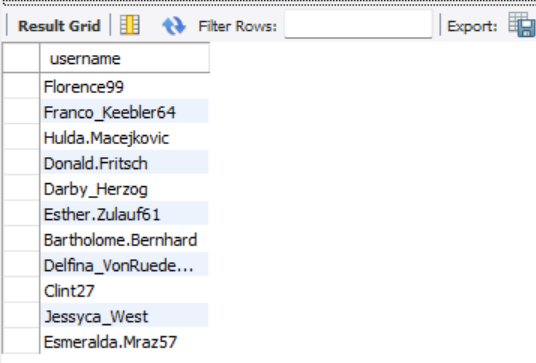 Result Grid Filter Rows: Export:
username
Florence99
Franco_Keebler64
Hulda.Macejkovic
Donald.Fritsch
Darby_Herzog
Esther.Zulauf61
Bartholome.Bernhard
Delfina_VonRuede...
Clint27
Jessyca_West
Esmeralda.Mraz57